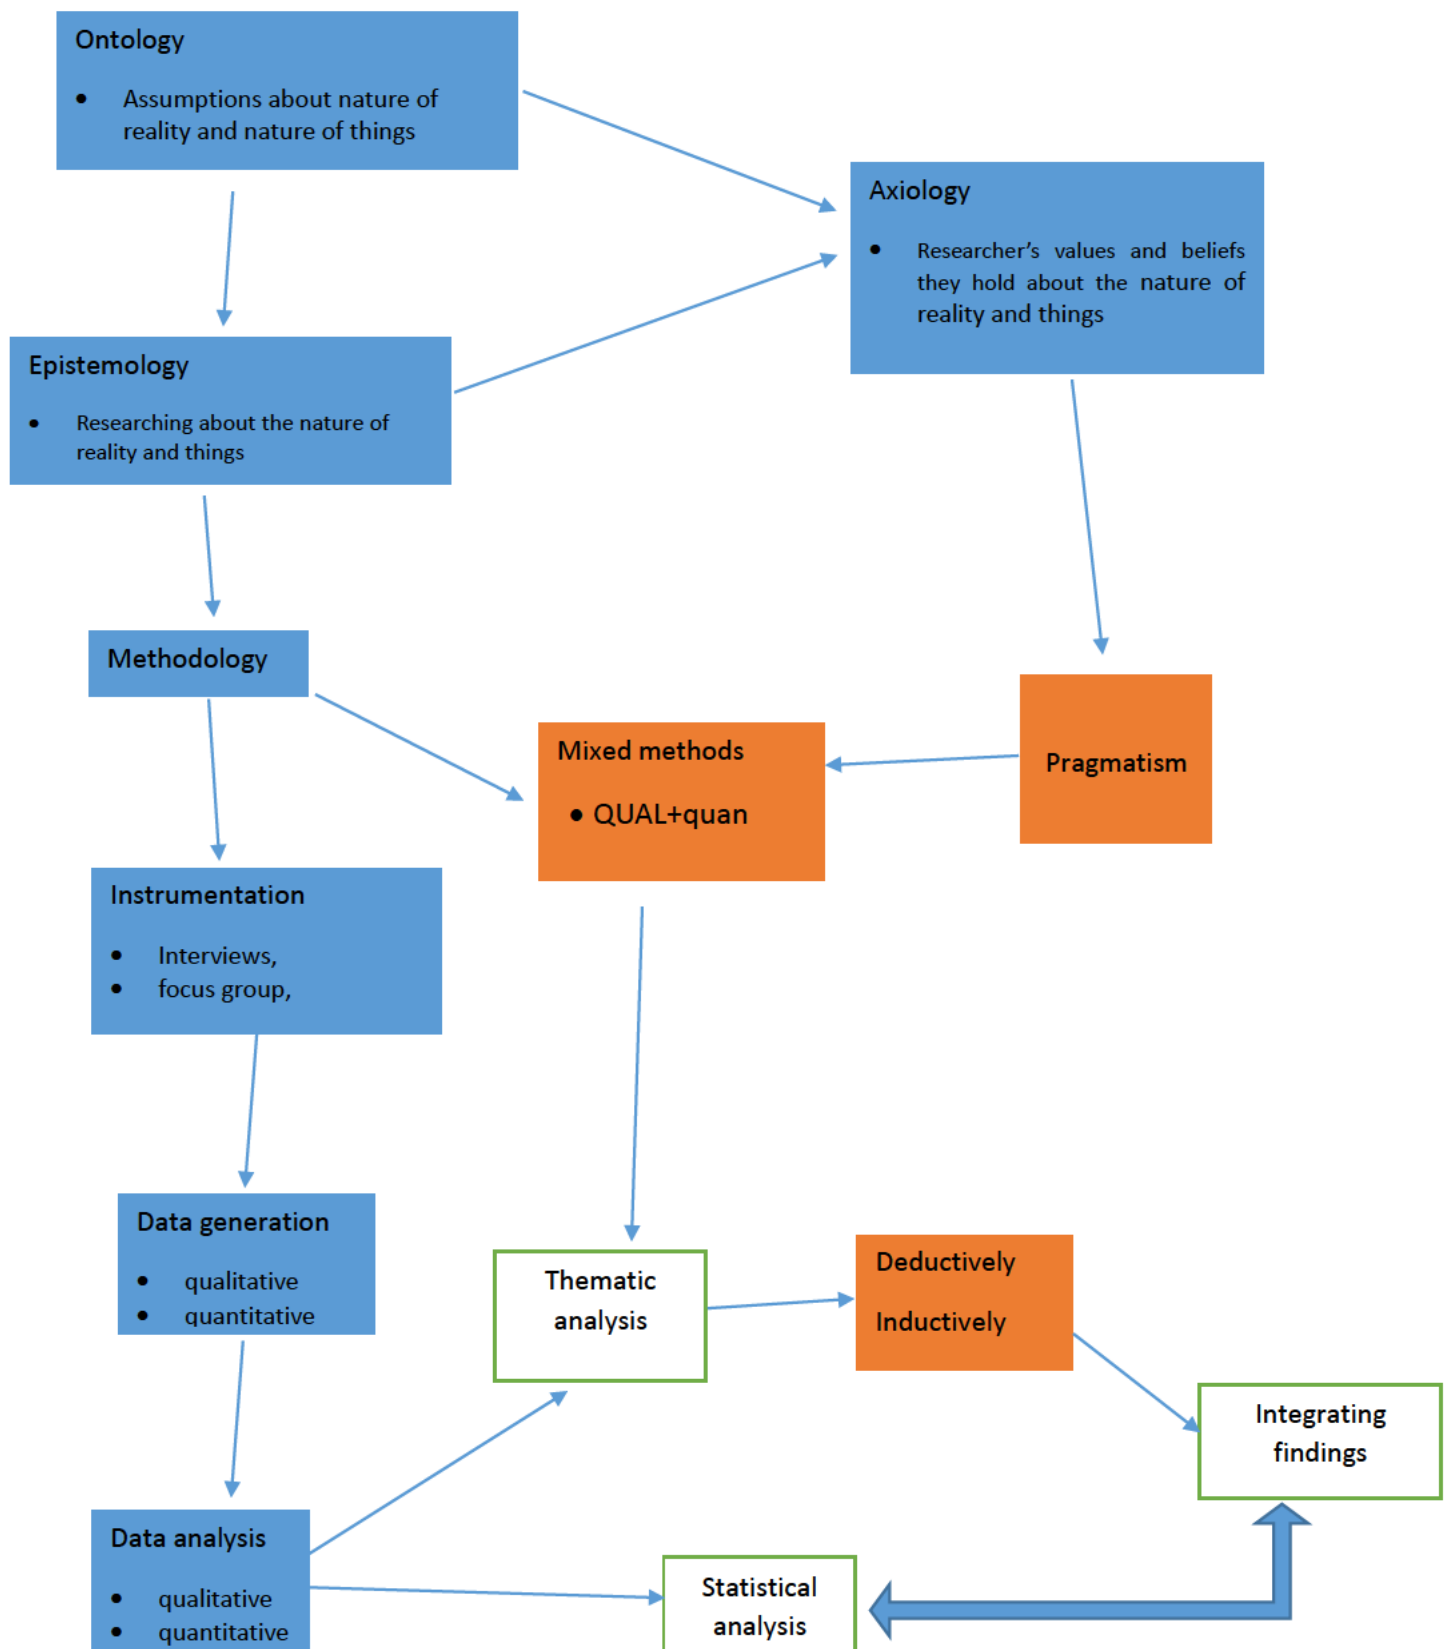 Ontology
• Assumptions about nature of
reality and nature of things
Axiology
• Researcher’s values and beliefs
they hold about the nature of
reality and things
Epistemology
• Researching about the nature of
reality and things
Methodology
Mixed methods
• QUAL+quan
Pragmatism
Instrumentation
• Interviews,
• focus group,
Data generation
• qualitative
• quantitative
Thematic
analysis
Deductively
Inductively
Integrating
findings
Data analysis
• qualitative
• quantitative
Statistical
analysis